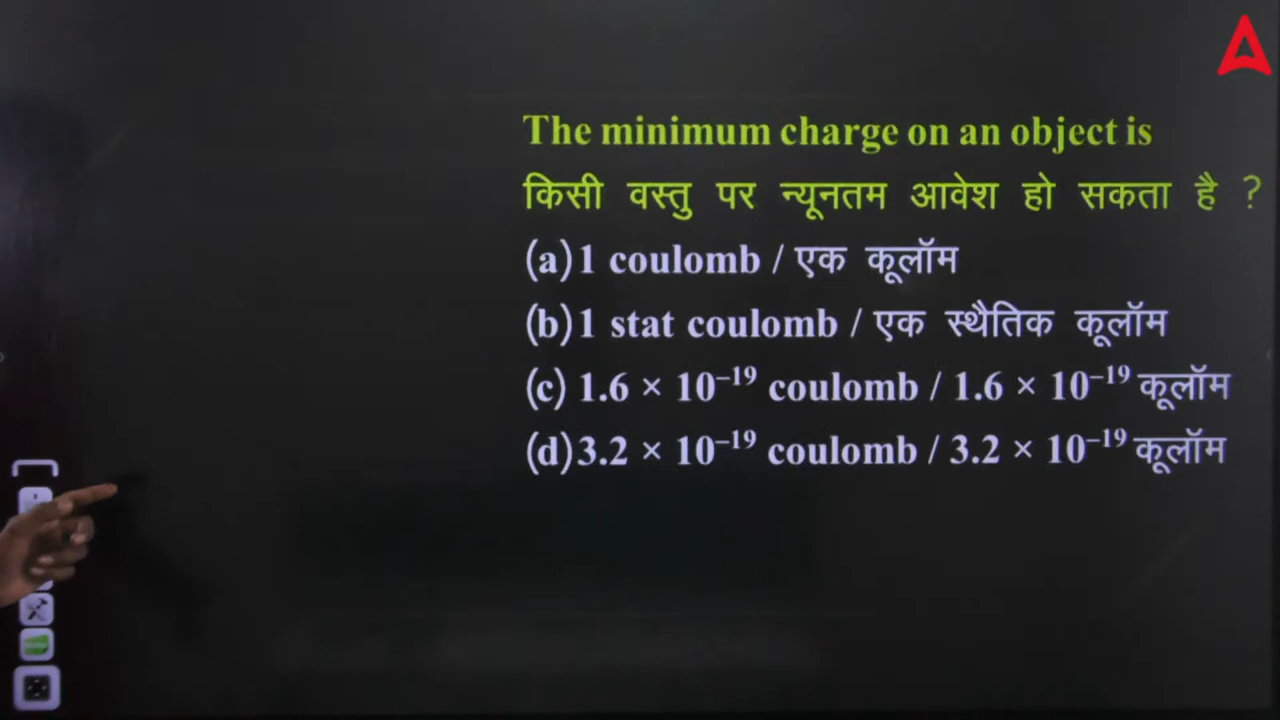 The minimum charge on an object is
किसी वस्तु पर न्यूनतम आवेश हो सकता है ?
(a) 1 coulomb / एक कूलॉम
(b) 1 stat coulomb / एक स्थैतिक कूलॉम
(c) 1.6 × 10⁻¹⁹ coulomb / 1.6 × 10⁻¹⁹ कूलॉम
(d) 3.2 × 10⁻¹⁹ coulomb / 3.2 × 10⁻¹⁹ कूलॉम